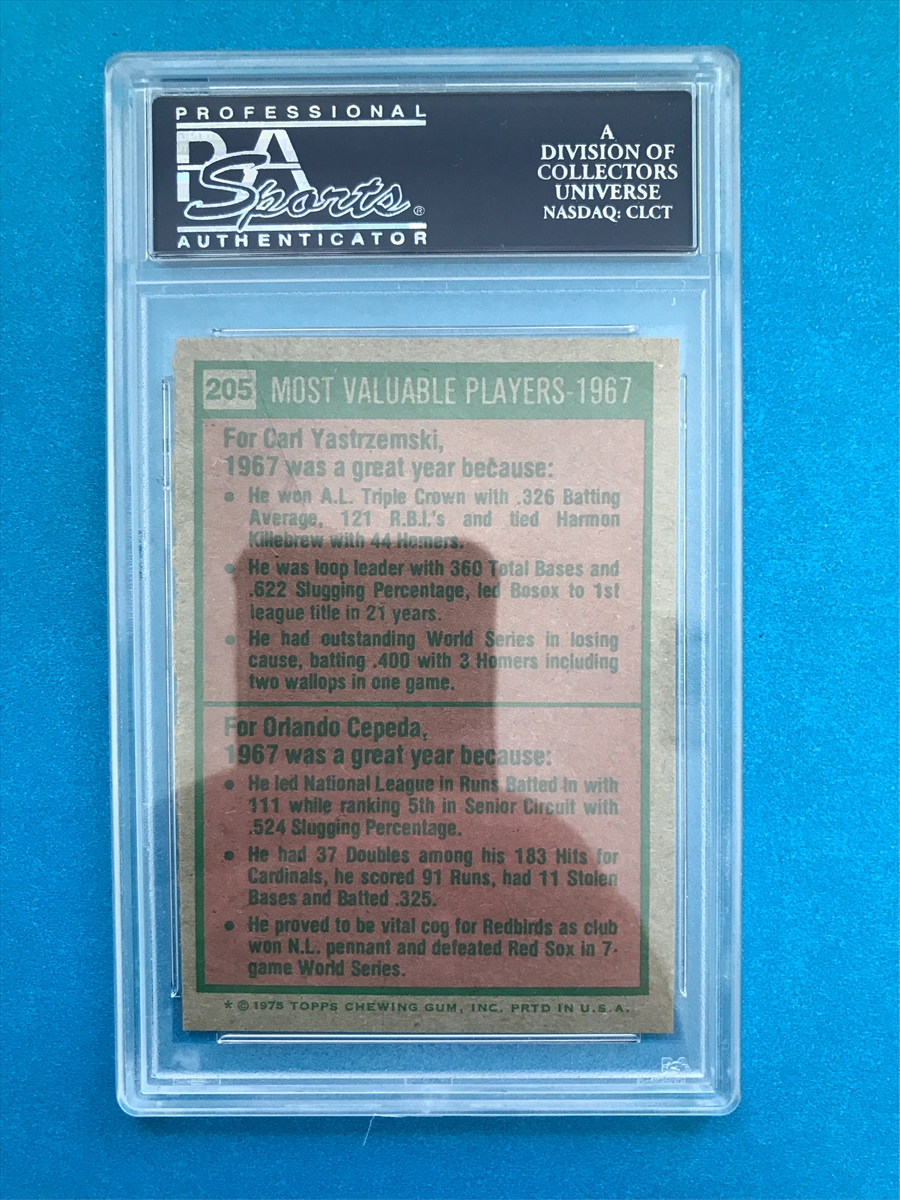 PROFESSIONAL
PSA
Sports®
AUTHENTICATOR
A
DIVISION OF
COLLECTORS
UNIVERSE
NASDAQ: CLCT
205 MOST VALUABLE PLAYERS-1967
For Carl Yastrzemski,
1967 was a great year because:
• He won A.L. Triple Crown with .326 Batting
Average, 121 R.B.I.'s and tied Harmon
Killebrew with 44 Homers.
• He was loop leader with 360 Total Bases and
.622 Slugging Percentage, led Bosox to 1st
league title in 21 years.
• He had outstanding World Series in losing
cause, batting .400 with 3 Homers including
two wallops in one game.
For Orlando Cepeda,
1967 was a great year because:
• He led National League in Runs Batted In with
111 while ranking 5th in Senior Circuit with
.524 Slugging Percentage.
• He had 37 Doubles among his 183 Hits for
Cardinals, he scored 91 Runs, had 11 Stolen
Bases and Batted .325.
• He proved to be vital cog for Redbirds as club
won N.L. pennant and defeated Red Sox in 7-
game World Series.
* © 1975 TOPPS CHEWING GUM, INC. PRTD IN U.S.A.
PSA